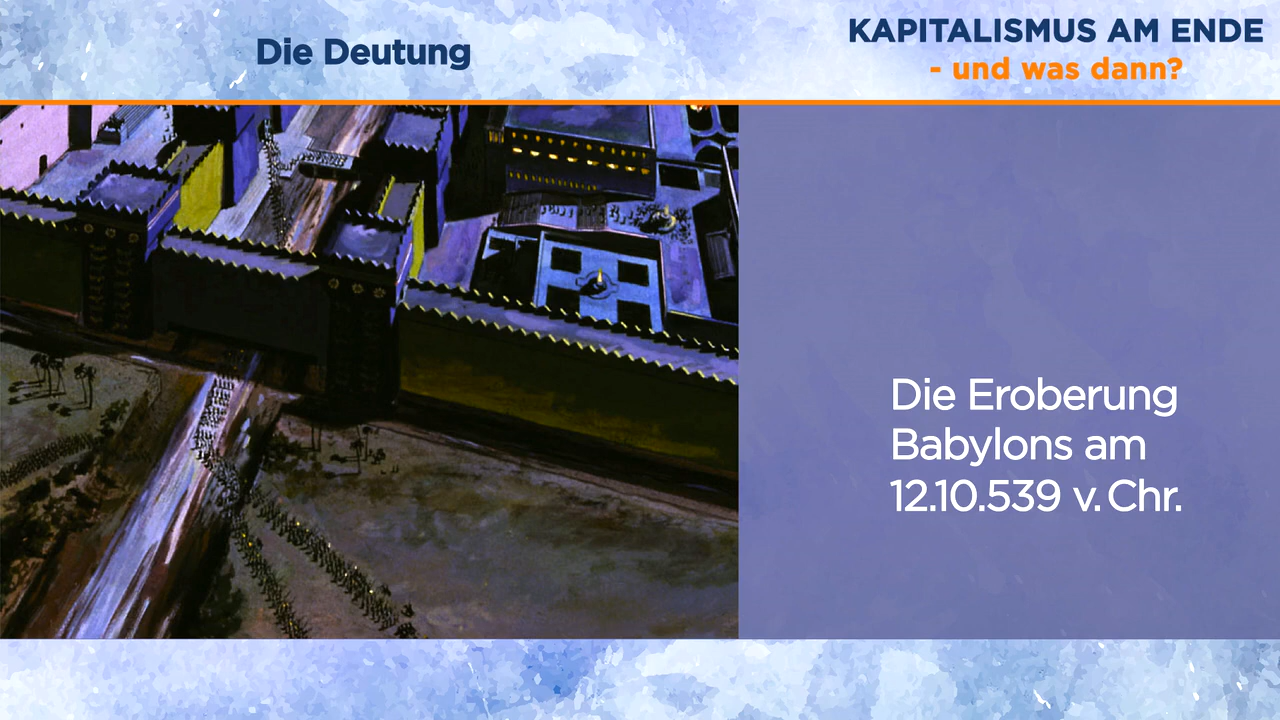 Die Deutung
KAPITALISMUS AM ENDE
- und was dann?
Die Eroberung
Babylons am
12.10.539 v. Chr.